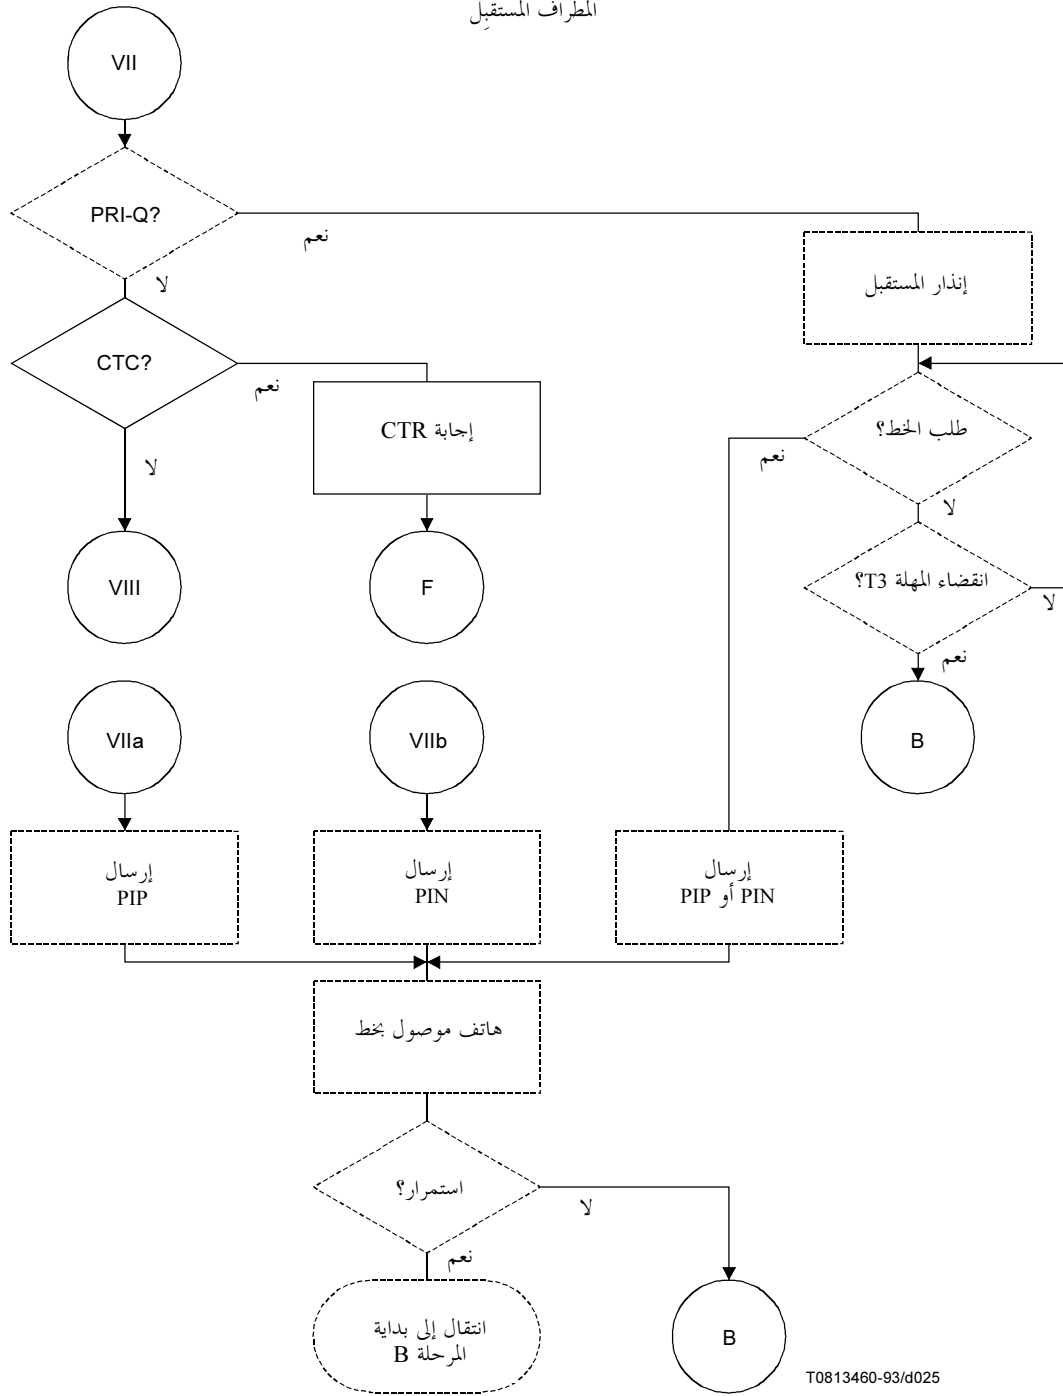 المطراف المستقبِل
VII
PRI-Q?
نعم
لا
إنذار المستقبل
CTC?
نعم
لا
إجابة CTR
طلب الخط؟
نعم
لا
VIII
F
انقضاء المهلة T3؟
لا
نعم
VIIa
VIIb
B
إرسال
PIP
إرسال
PIN
إرسال
PIN أو PIP
هاتف موصول بخط
استمرار؟
لا
نعم
انتقال إلى بداية
المرحلة B
B
T0813460-93/d025